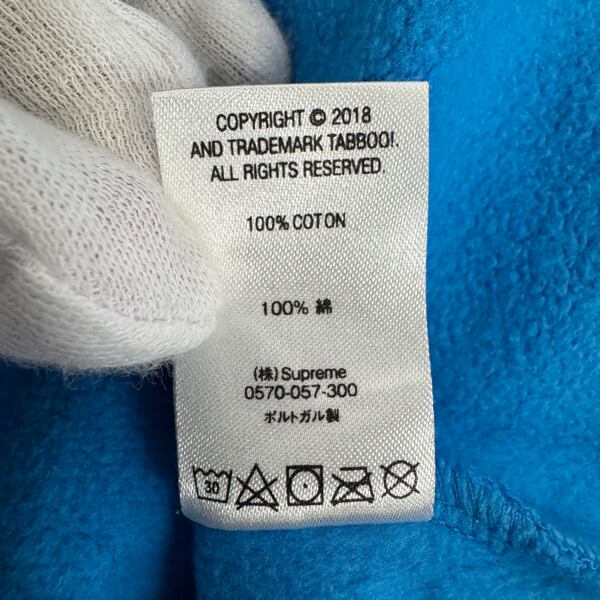 COPYRIGHT © 2018
AND TRADEMARK TABBOO!.
ALL RIGHTS RESERVED.
100% COTON
100% 綿
(株) Supreme
0570-057-300
ポルトガル製
30